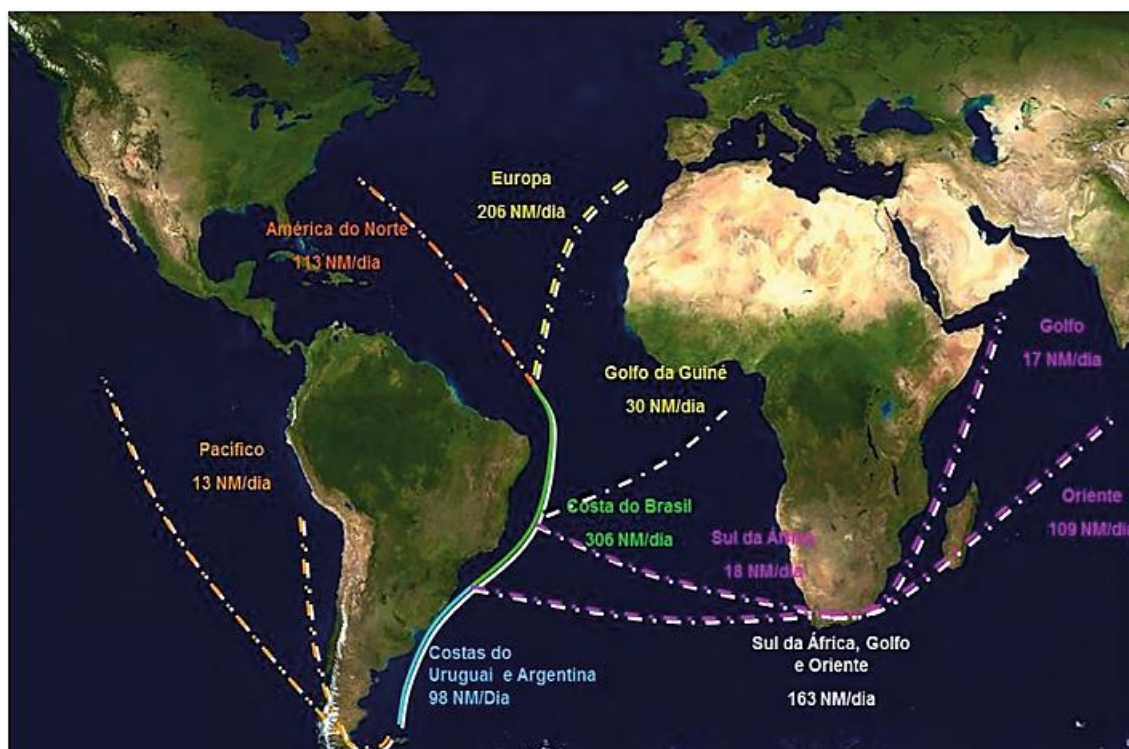 Europa
206 NM/dia
América do Norte
113 NM/dia
Golfo
17 NM/dia
Golfo da Guiné
30 NM/dia
Pacífico
13 NM/dia
Costa do Brasil
306 NM/dia
Sul da África
18 NM/dia
Oriente
109 NM/dia
Sul da África, Golfo
e Oriente
163 NM/dia
Costas do
Uruguai e Argentina
98 NM/Dia